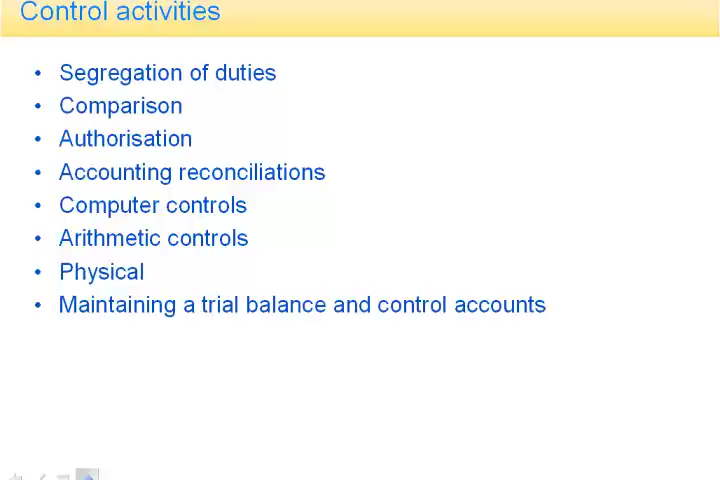 Control activities
• Segregation of duties
• Comparison
• Authorisation
• Accounting reconciliations
• Computer controls
• Arithmetic controls
• Physical
• Maintaining a trial balance and control accounts